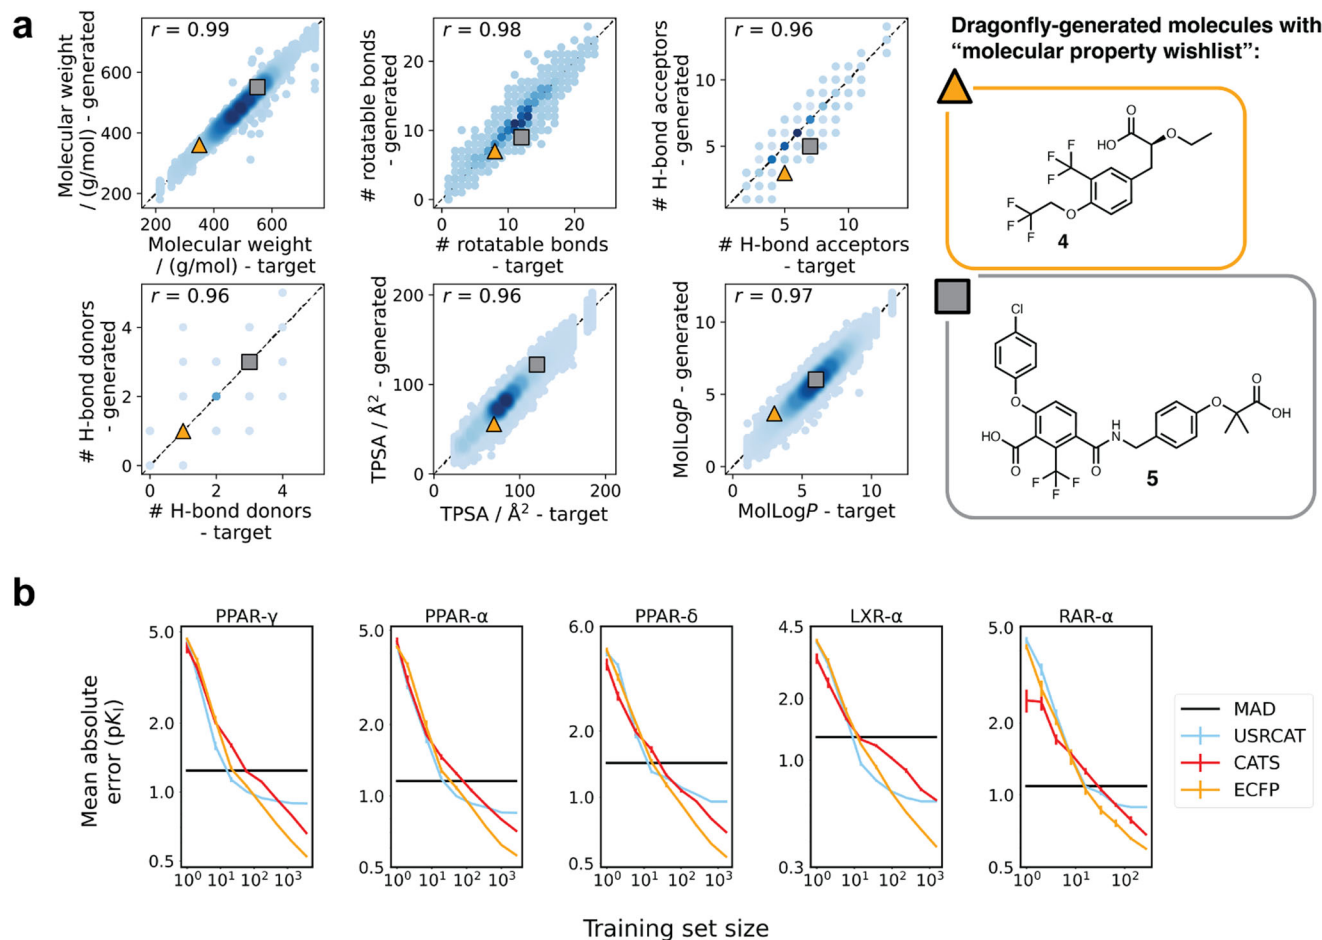 a
r = 0.99
Molecular weight
/ (g/mol) - generated
600
400
200
200 400 600
Molecular weight
/ (g/mol) - target
r = 0.98
# rotatable bonds
- generated
20
10
0
0 10 20
# rotatable bonds
- target
r = 0.96
# H-bond acceptors
- generated
10
5
5 10
# H-bond acceptors
- target
Dragonfly-generated molecules with
“molecular property wishlist”:
O
HO
O
F
F
F
F
F
F
O
4
r = 0.96
# H-bond donors
- generated
4
2
0
0 2 4
# H-bond donors
- target
r = 0.96
TPSA / Å² - generated
200
100
0
0 100 200
TPSA / Å² - target
r = 0.97
MolLogP - generated
10
5
0
0 5 10
MolLogP - target
Cl
O
HO
O
F
F
F
O
H
N
O
O
OH
5
b
Mean absolute
error (pKI)
PPAR-γ
5.0
2.0
1.0
0.5
10⁰ 10¹ 10² 10³
PPAR-α
5.0
2.0
1.0
0.5
10⁰ 10¹ 10² 10³
PPAR-δ
6.0
2.0
1.0
0.5
10⁰ 10¹ 10² 10³
LXR-α
4.5
2.0
1.0
0.3
10⁰ 10¹ 10² 10³
RAR-α
5.0
2.0
1.0
0.5
10⁰ 10¹ 10²
MAD
USRCAT
CATS
ECFP
Training set size